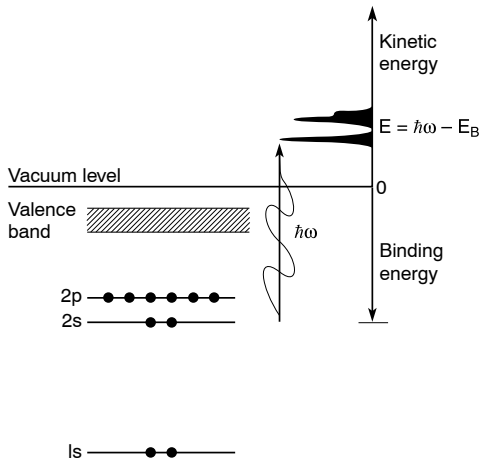 Kinetic
energy
E = ℏω – E_B
Vacuum level
0
Valence
band
ℏω
Binding
energy
2p
2s
ls